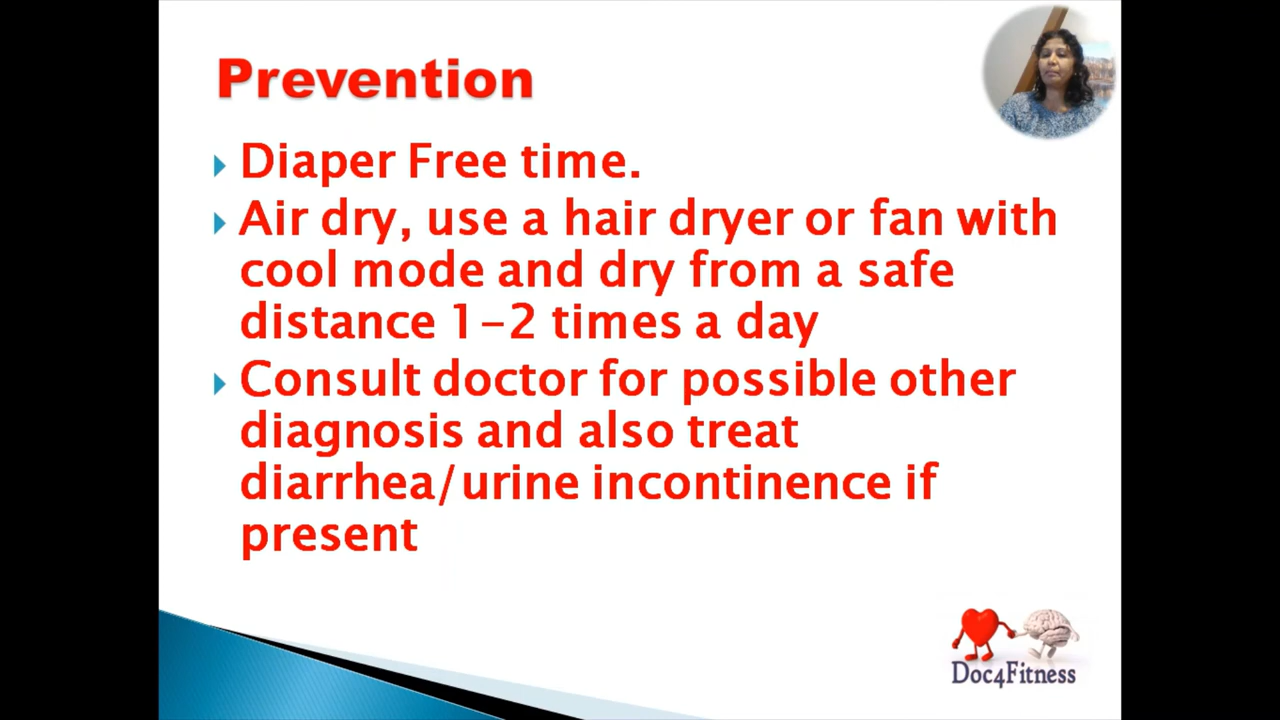 Prevention
Diaper Free time.
Air dry, use a hair dryer or fan with
cool mode and dry from a safe
distance 1-2 times a day
Consult doctor for possible other
diagnosis and also treat
diarrhea/urine incontinence if
present
Doc4Fitness